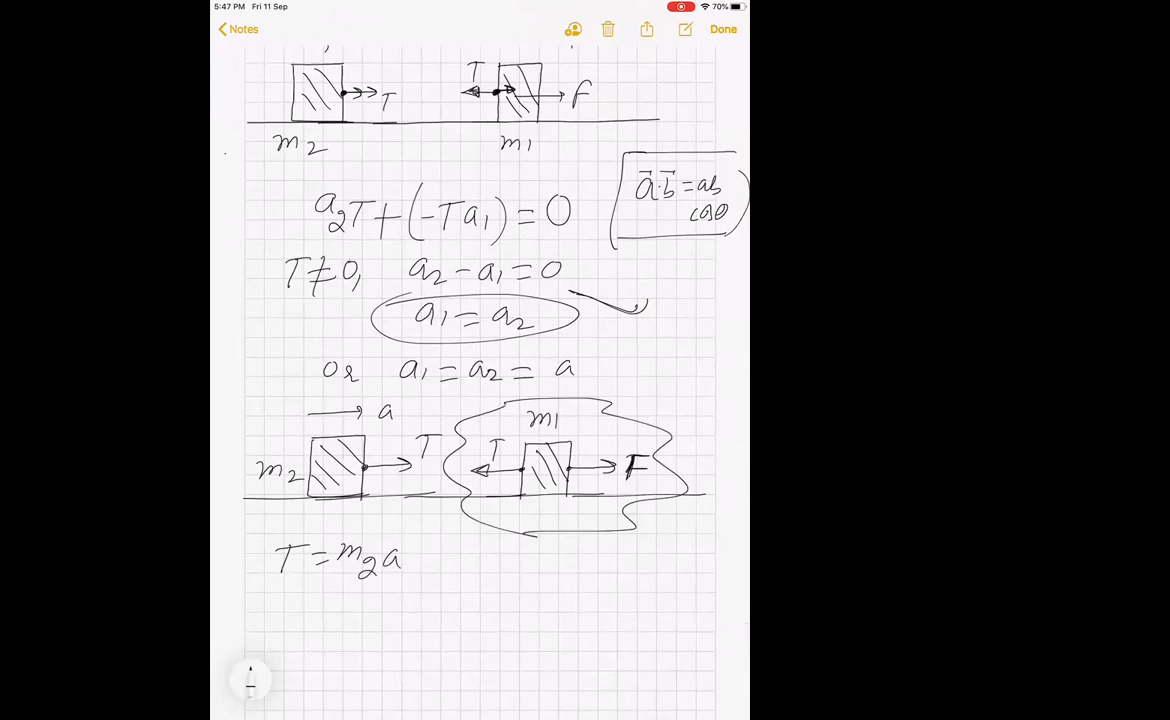 5:47 PM Fri 11 Sep
70%
Notes
Done
T
T
F
m2
m1
a⃗·b⃗ = ab
cosθ
a2T + (-Ta1) = 0
T ≠ 0, a2 - a1 = 0
a1 = a2
Or a1 = a2 = a
a
m1
T
T
F
m2
T = m2a